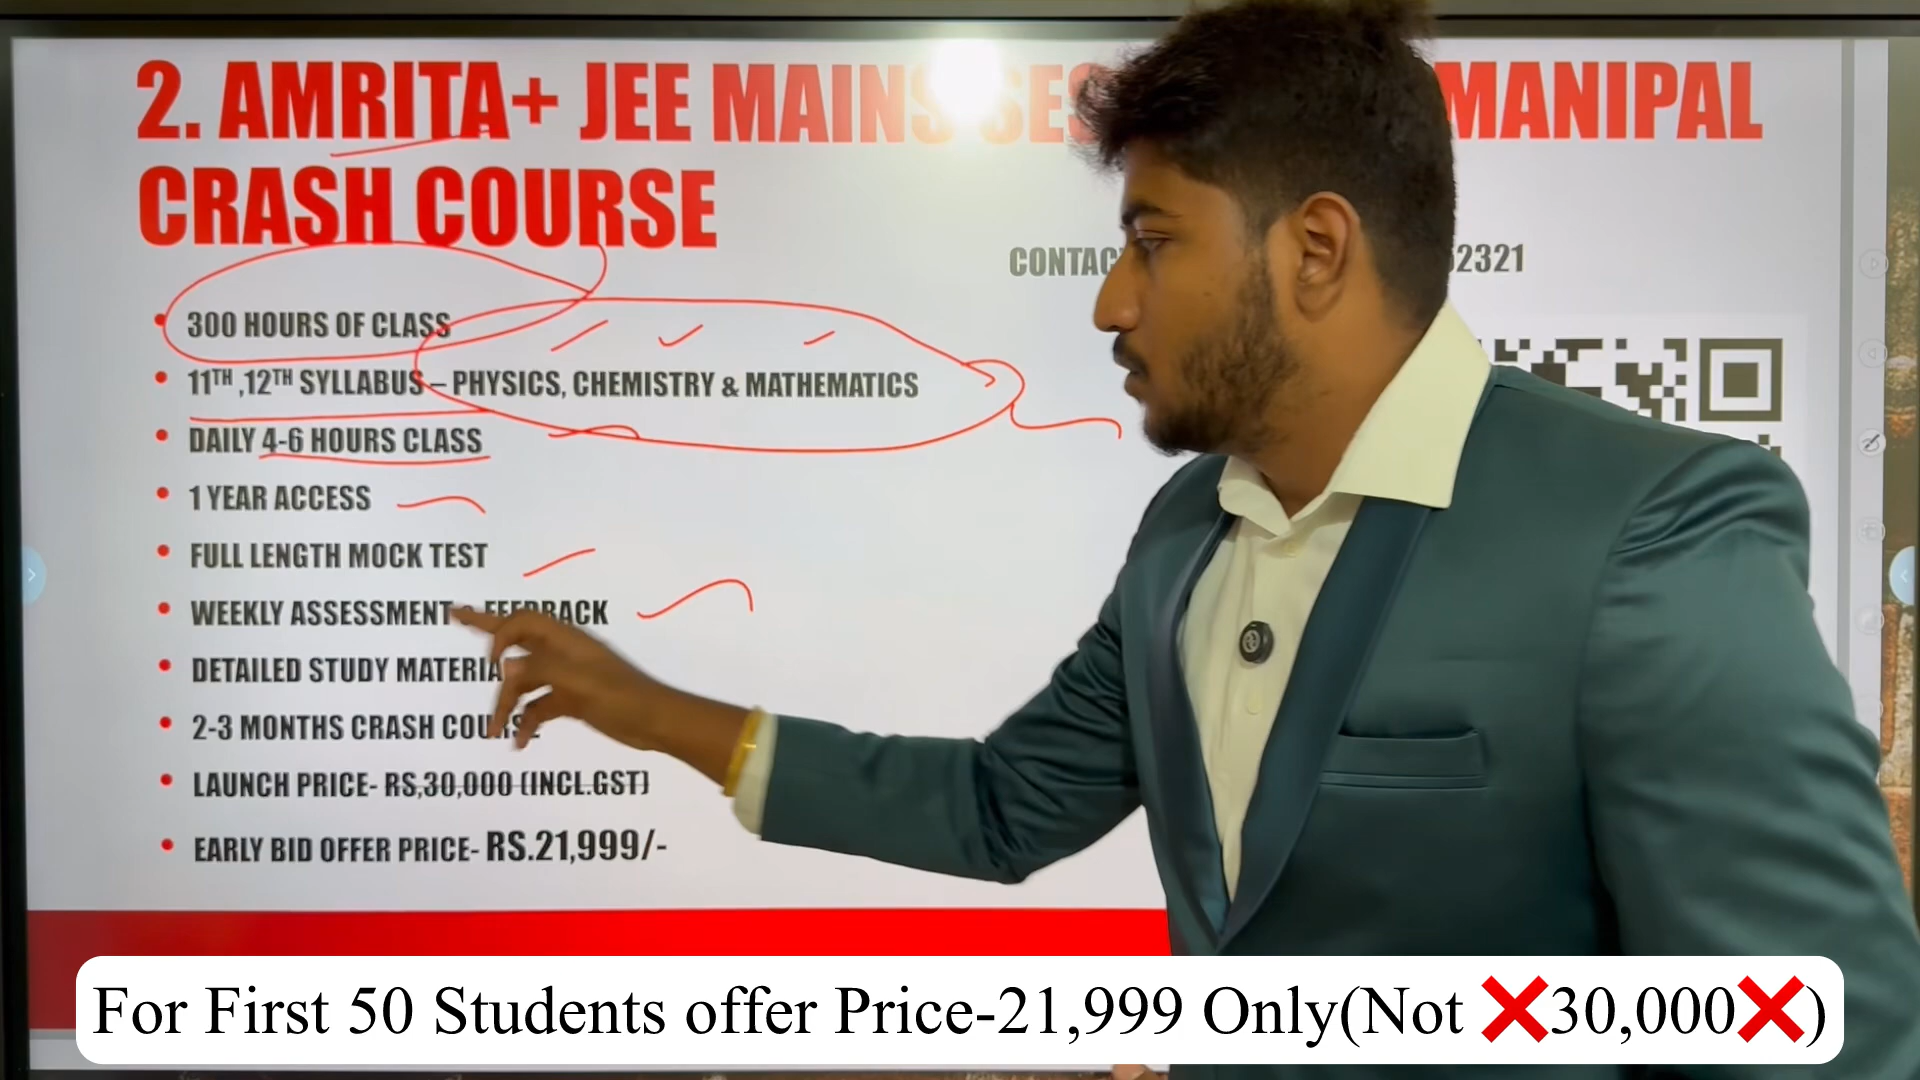 2. AMRITA+ JEE MAINS MANIPAL
CRASH COURSE
2321
300 HOURS OF CLASS
11TH ,12TH SYLLABUS – PHYSICS, CHEMISTRY & MATHEMATICS
DAILY 4-6 HOURS CLASS
1 YEAR ACCESS
FULL LENGTH MOCK TEST
WEEKLY ASSESSMENT FEEDBACK
DETAILED STUDY MATERIA
2-3 MONTHS CRASH COURSE
LAUNCH PRICE- RS,30,000 (INCL.GST)
EARLY BID OFFER PRICE- RS.21,999/-
For First 50 Students offer Price-21,999 Only(Not ❌30,000❌)